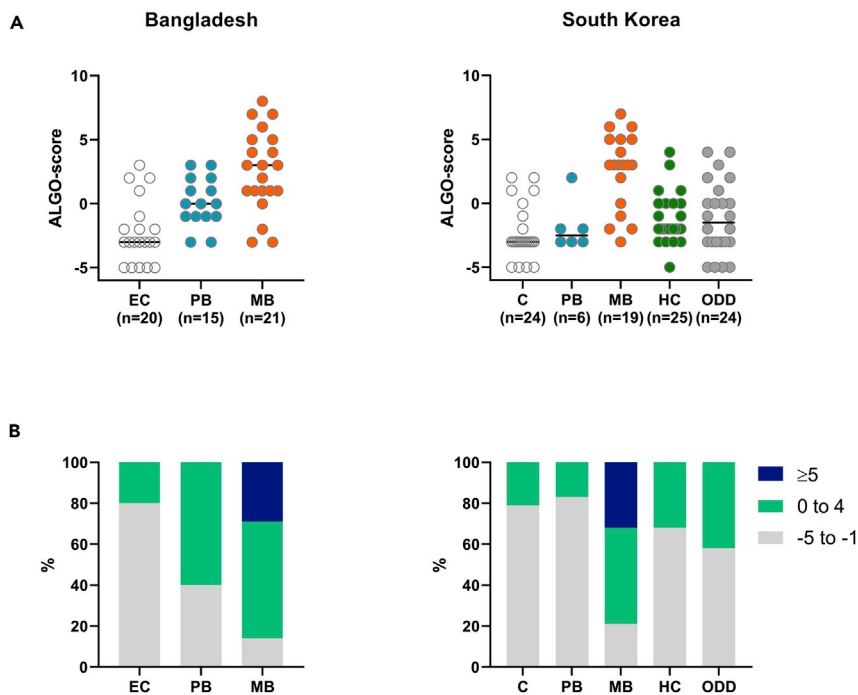 A
Bangladesh
South Korea
ALGO-score
10
5
0
-5
EC PB MB
(n=20) (n=15) (n=21)
ALGO-score
10
5
0
-5
C PB MB HC ODD
(n=24) (n=6) (n=19) (n=25) (n=24)
B
%
100
80
60
40
20
0
EC PB MB
%
100
80
60
40
20
0
C PB MB HC ODD
≥5
0 to 4
-5 to -1